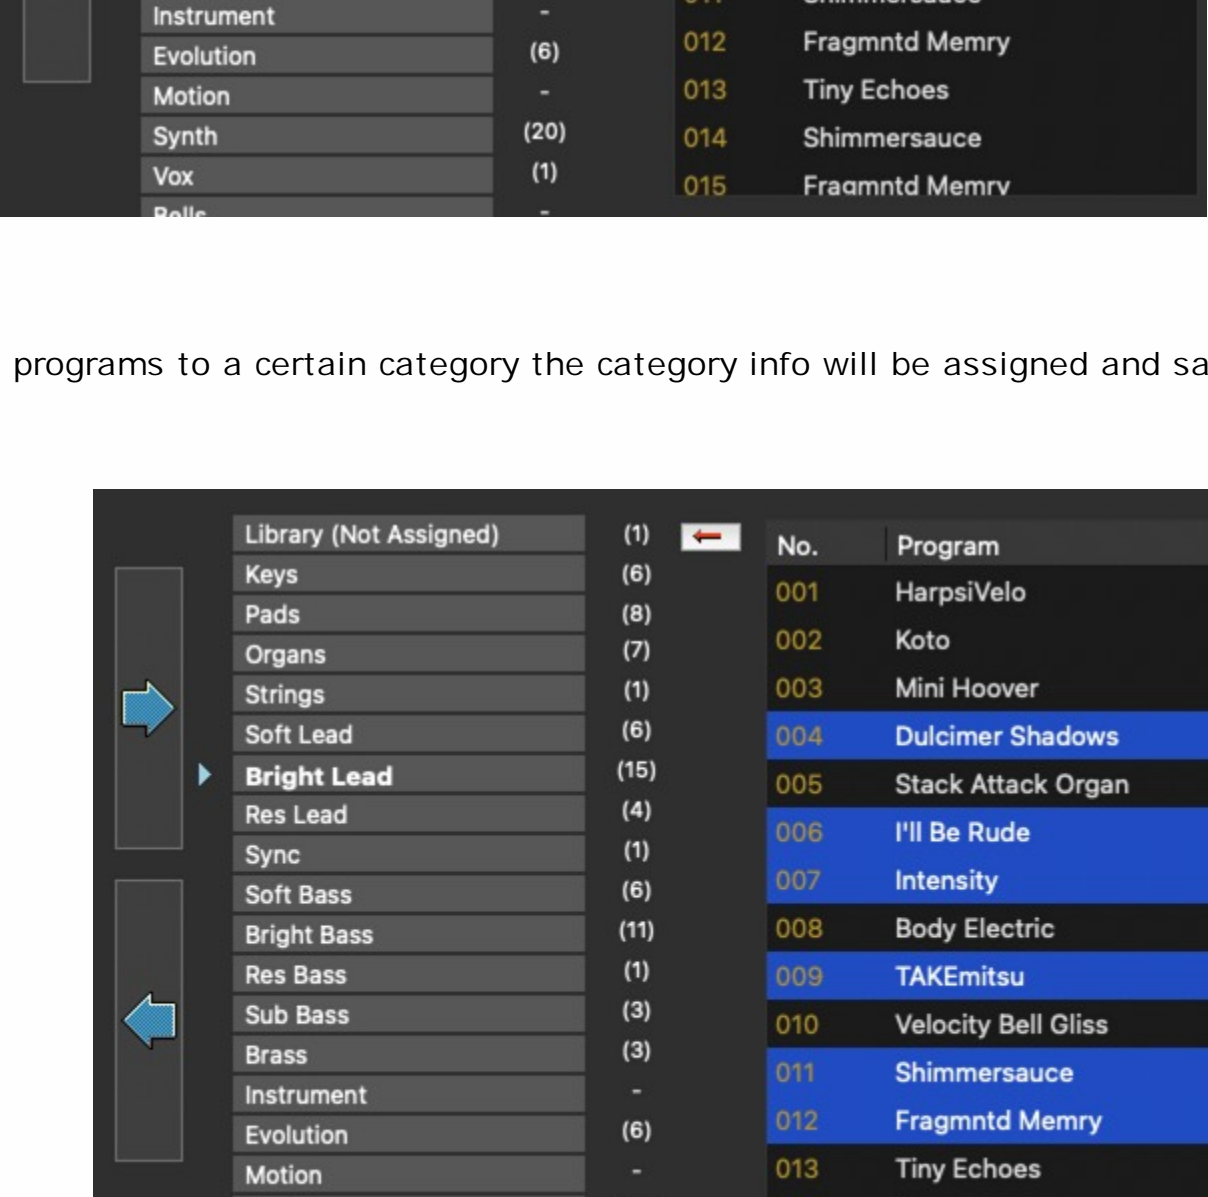 Instrument - 011 Shimmersauce
Evolution (6) 012 Fragmntd Memry
Motion - 013 Tiny Echoes
Synth (20) 014 Shimmersauce
Vox (1) 015 Fragmntd Memry
Bells -
programs to a certain category the category info will be assigned and sa
Library (Not Assigned) (1) No. Program
Keys (6) 001 HarpsiVelo
Pads (8) 002 Koto
Organs (7)
Strings (1) 003 Mini Hoover
Soft Lead (6) 004 Dulcimer Shadows
Bright Lead (15) 005 Stack Attack Organ
Res Lead (4) 006 I'll Be Rude
Sync (1)
Soft Bass (6) 007 Intensity
Bright Bass (11) 008 Body Electric
Res Bass (1) 009 TAKEmitsu
Sub Bass (3) 010 Velocity Bell Gliss
Brass (3) 011 Shimmersauce
Instrument -
Evolution (6) 012 Fragmntd Memry
Motion - 013 Tiny Echoes